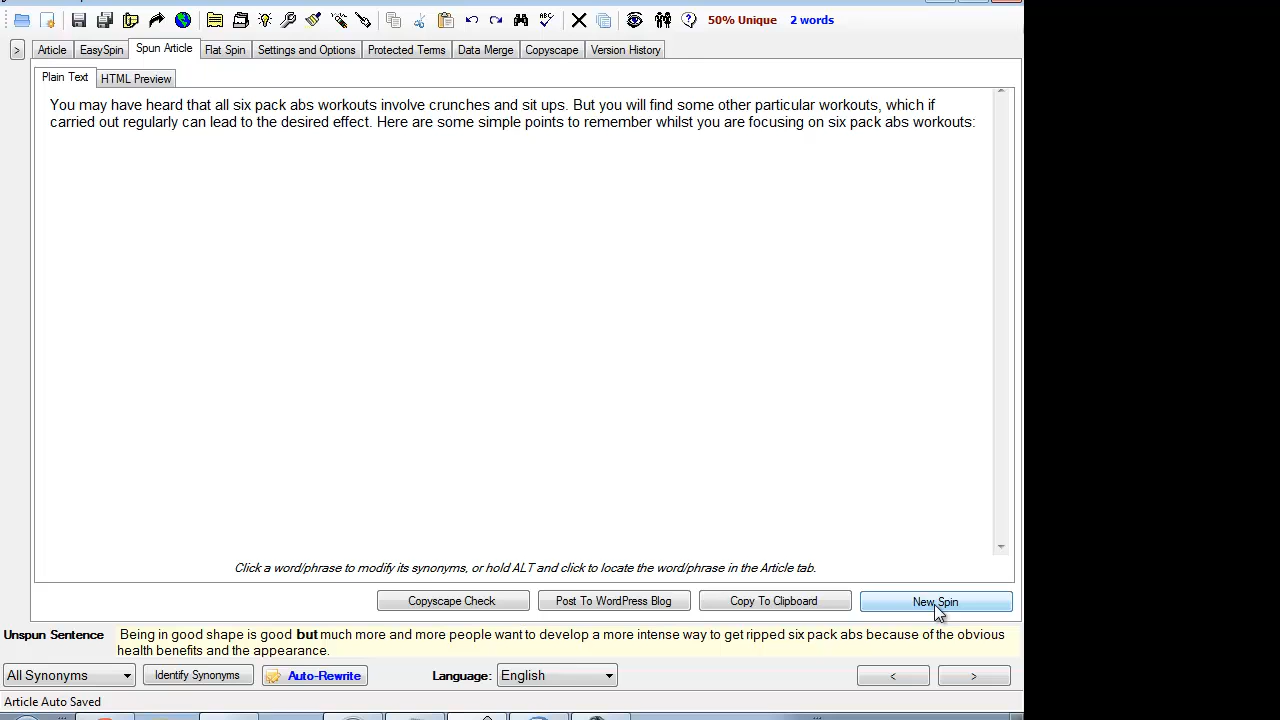 50% Unique 2 words
> Article EasySpin Spun Article Flat Spin Settings and Options Protected Terms Data Merge Copyscape Version History
Plain Text HTML Preview
You may have heard that all six pack abs workouts involve crunches and sit ups. But you will find some other particular workouts, which if
carried out regularly can lead to the desired effect. Here are some simple points to remember whilst you are focusing on six pack abs workouts:
Click a word/phrase to modify its synonyms, or hold ALT and click to locate the word/phrase in the Article tab.
Copyscape Check Post To WordPress Blog Copy To Clipboard New Spin
Unspun Sentence Being in good shape is good but much more and more people want to develop a more intense way to get ripped six pack abs because of the obvious
health benefits and the appearance.
All Synonyms Identify Synonyms Auto-Rewrite Language: English < >
Article Auto Saved